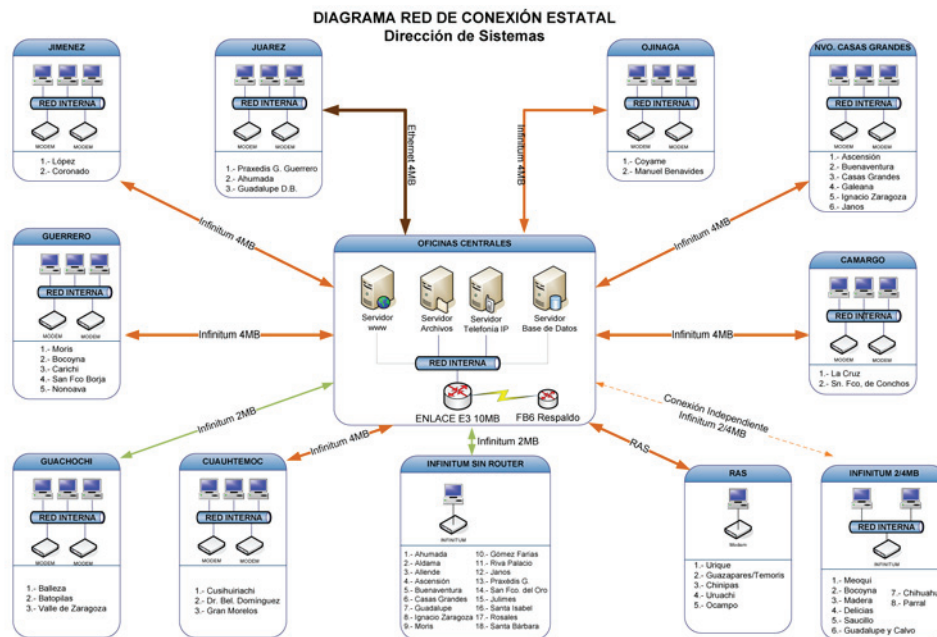 DIAGRAMA RED DE CONEXIÓN ESTATAL
Dirección de Sistemas
JIMENEZ
RED INTERNA
MODEM MODEM
1.- López
2.- Coronado
JUAREZ
RED INTERNA
MODEM MODEM
1.- Praxedis G. Guerrero
2.- Ahumada
3.- Guadalupe D.B.
OJINAGA
RED INTERNA
MODEM MODEM
1.- Coyame
2.- Manuel Benavides
NVO. CASAS GRANDES
RED INTERNA
MODEM MODEM
1.- Ascensión
2.- Buenaventura
3.- Casas Grandes
4.- Galeana
5.- Ignacio Zaragoza
6.- Janos
Infinitum 4MB
Ethernet 4MB
Infinitum 4MB
Infinitum 4MB
GUERRERO
RED INTERNA
MODEM MODEM
1.- Moris
2.- Bocoyna
3.- Carichi
4.- San Fco Borja
5.- Nonoava
Infinitum 4MB
OFICINAS CENTRALES
Servidor
www
Servidor
Archivos
Servidor
Telefonía IP
Servidor
Base de Datos
RED INTERNA
ENLACE E3 10MB
FB6 Respaldo
Infinitum 4MB
CAMARGO
RED INTERNA
MODEM MODEM
1.- La Cruz
2.- Sn. Fco, de Conchos
Infinitum 2MB
Infinitum 4MB
Infinitum 2MB
RAS
Conexión Independiente
Infinitum 2/4MB
GUACHOCHI
RED INTERNA
MODEM MODEM
1.- Balleza
2.- Batopilas
3.- Valle de Zaragoza
CUAUHTEMOC
RED INTERNA
MODEM MODEM
1.- Cusihuiriachi
2.- Dr. Bel. Domínguez
3.- Gran Morelos
INFINITUM SIN ROUTER
INFINITUM
1.- Ahumada
2.- Aldama
3.- Allende
4.- Ascensión
5.- Buenaventura
6.- Casas Grandes
7.- Guadalupe
8.- Ignacio Zaragoza
9.- Moris
10.- Gómez Farias
11.- Riva Palacio
12.- Janos
13.- Praxédis G.
14.- San Fco. del Oro
15.- Julimes
16.- Santa Isabel
17.- Rosales
18.- Santa Bárbara
RAS
Modem
1.- Urique
2.- Guazapares/Temoris
3.- Chinipas
4.- Uruachi
5.- Ocampo
INFINITUM 2/4MB
RED INTERNA
INFINITUM
1.- Meoqui
2.- Bocoyna
3.- Madera
4.- Delicias
5.- Saucillo
6.- Guadalupe y Calvo
7.- Chihuahu
8.- Parral